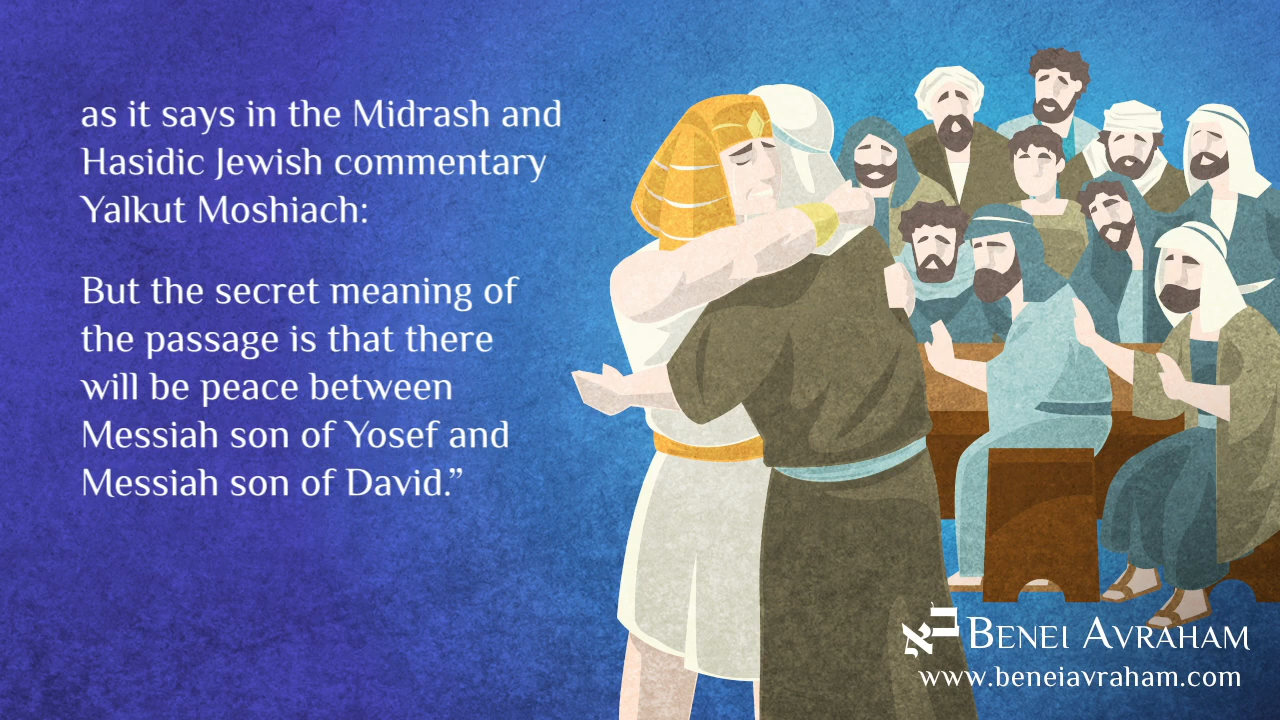 as it says in the Midrash and
Hasidic Jewish commentary
Yalkut Moshiach:
But the secret meaning of
the passage is that there
will be peace between
Messiah son of Yosef and
Messiah son of David.”
בא BENEI AVRAHAM
www.beneiavraham.com